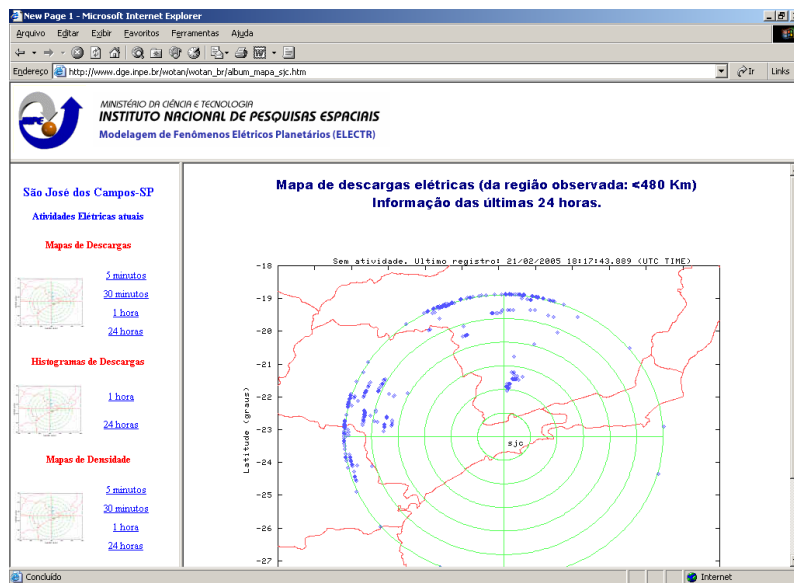 New Page 1 - Microsoft Internet Explorer
Arquivo Editar Exibir Favoritos Ferramentas Ajuda
Endereço http://www.dge.inpe.br/wotan/wotan_br/album_mapa_sjc.htm Ir Links
MINISTÉRIO DA CIÊNCIA E TECNOLOGIA
INSTITUTO NACIONAL DE PESQUISAS ESPACIAIS
Modelagem de Fenômenos Elétricos Planetários (ELECTR)
São José dos Campos-SP
Atividades Elétricas atuais
Mapas de Descargas
5 minutos
30 minutos
1 hora
24 horas
Histogramas de Descargas
1 hora
24 horas
Mapas de Densidade
5 minutos
30 minutos
1 hora
24 horas
Mapa de descargas elétricas (da região observada: <480 Km)
Informação das últimas 24 horas.
Sem atividade. Ultimo registro: 21/02/2005 18:17:43.889 (UTC TIME)
-18
-19
-20
-21
-22
-23
-24
-25
-26
-27
Latitude (graus)
sjc
Concluído Internet